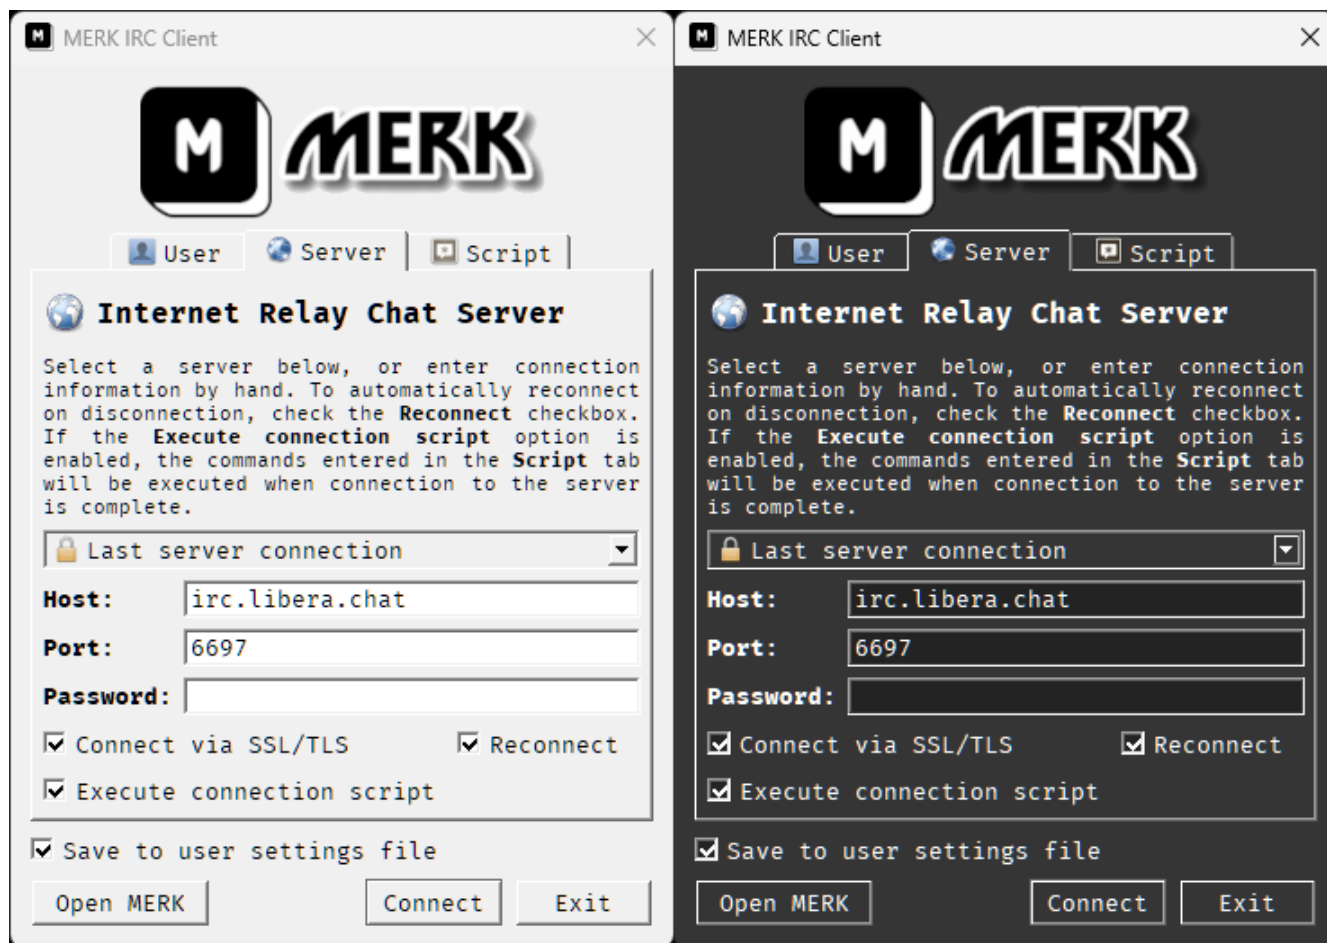 MERK IRC Client
M MERK
User Server Script
Internet Relay Chat Server
Select a server below, or enter connection
information by hand. To automatically reconnect
on disconnection, check the Reconnect checkbox.
If the Execute connection script option is
enabled, the commands entered in the Script tab
will be executed when connection to the server
is complete.
Last server connection
Host: irc.libera.chat
Port: 6697
Password:
Connect via SSL/TLS Reconnect
Execute connection script
Save to user settings file
Open MERK Connect Exit
MERK IRC Client
M MERK
User Server Script
Internet Relay Chat Server
Select a server below, or enter connection
information by hand. To automatically reconnect
on disconnection, check the Reconnect checkbox.
If the Execute connection script option is
enabled, the commands entered in the Script tab
will be executed when connection to the server
is complete.
Last server connection
Host: irc.libera.chat
Port: 6697
Password:
Connect via SSL/TLS Reconnect
Execute connection script
Save to user settings file
Open MERK Connect Exit